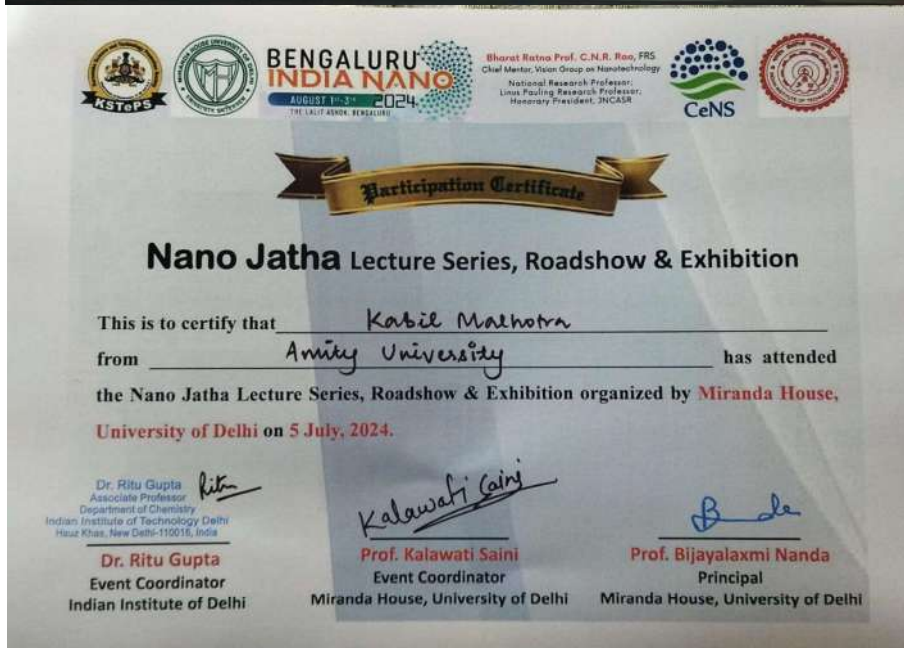 KSTePS
MIRANDA HOUSE UNIVERSITY OF DELHI
BENGALURU
INDIA NANO
AUGUST 1st-3rd 2024
THE LALIT ASHOK, BENGALURU
Bharat Ratna Prof. C.N.R. Rao, FRS
Chief Mentor, Vision Group on Nanotechnology
National Research Professor,
Linus Pauling Research Professor,
Honorary President, JNCASR
CeNS
Participation Certificate
Nano Jatha Lecture Series, Roadshow & Exhibition
This is to certify that Kabil Malhotra
from Amity University has attended
the Nano Jatha Lecture Series, Roadshow & Exhibition organized by Miranda House,
University of Delhi on 5 July, 2024.
Dr. Ritu Gupta
Associate Professor
Department of Chemistry
Indian Institute of Technology Delhi
Hauz Khas, New Delhi-110016, India
Ritu
Kalawati Saini
Dr. Ritu Gupta
Event Coordinator
Indian Institute of Delhi
Prof. Kalawati Saini
Event Coordinator
Miranda House, University of Delhi
Prof. Bijayalaxmi Nanda
Principal
Miranda House, University of Delhi